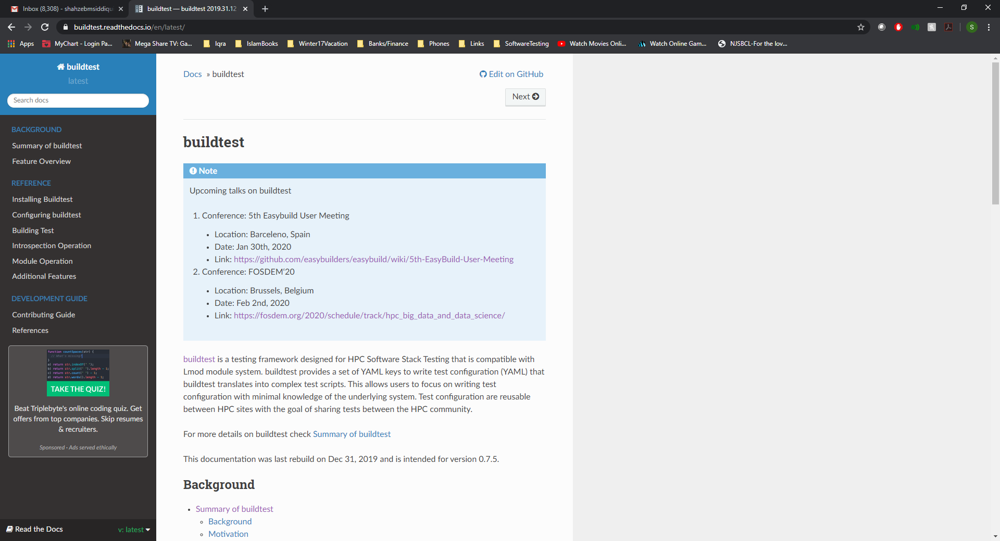 Inbox (8,308) - shahzebmsiddiqu
buildtest — buildtest 2019.31.12
buildtest.readthedocs.io/en/latest/
S
Apps
MyChart - Login Pa...
Mega Share TV: Ga...
Iqra
IslamBooks
Winter17Vacation
Banks/Finance
Phones
Links
SoftwareTesting
Watch Movies Onli...
Watch Online Gam...
NJSBCL-For the lov...
buildtest
latest
Search docs
BACKGROUND
Summary of buildtest
Feature Overview
REFERENCE
Installing Buildtest
Configuring buildtest
Building Test
Introspection Operation
Module Operation
Additional Features
DEVELOPMENT GUIDE
Contributing Guide
References
function countSpaces(str) {
// What's missing?
}
a) return str.indexOf(' ');
b) return str.split(' ').length - 1;
c) return str.count(' ') - 1;
d) return str.words().length - 1;
TAKE THE QUIZ!
Beat Triplebyte's online coding quiz. Get
offers from top companies. Skip resumes
& recruiters.
Sponsored · Ads served ethically
Read the Docs
v: latest
Docs » buildtest
Edit on GitHub
Next
buildtest
Note
Upcoming talks on buildtest
1. Conference: 5th Easybuild User Meeting
• Location: Barceleno, Spain
• Date: Jan 30th, 2020
• Link: https://github.com/easybuilders/easybuild/wiki/5th-EasyBuild-User-Meeting
2. Conference: FOSDEM‘20
• Location: Brussels, Belgium
• Date: Feb 2nd, 2020
• Link: https://fosdem.org/2020/schedule/track/hpc_big_data_and_data_science/
buildtest is a testing framework designed for HPC Software Stack Testing that is compatible with
Lmod module system. buildtest provides a set of YAML keys to write test configuration (YAML) that
buildtest translates into complex test scripts. This allows users to focus on writing test
configuration with minimal knowledge of the underlying system. Test configuration are reusable
between HPC sites with the goal of sharing tests between the HPC community.
For more details on buildtest check Summary of buildtest
This documentation was last rebuild on Dec 31, 2019 and is intended for version 0.7.5.
Background
• Summary of buildtest
◦ Background
◦ Motivation